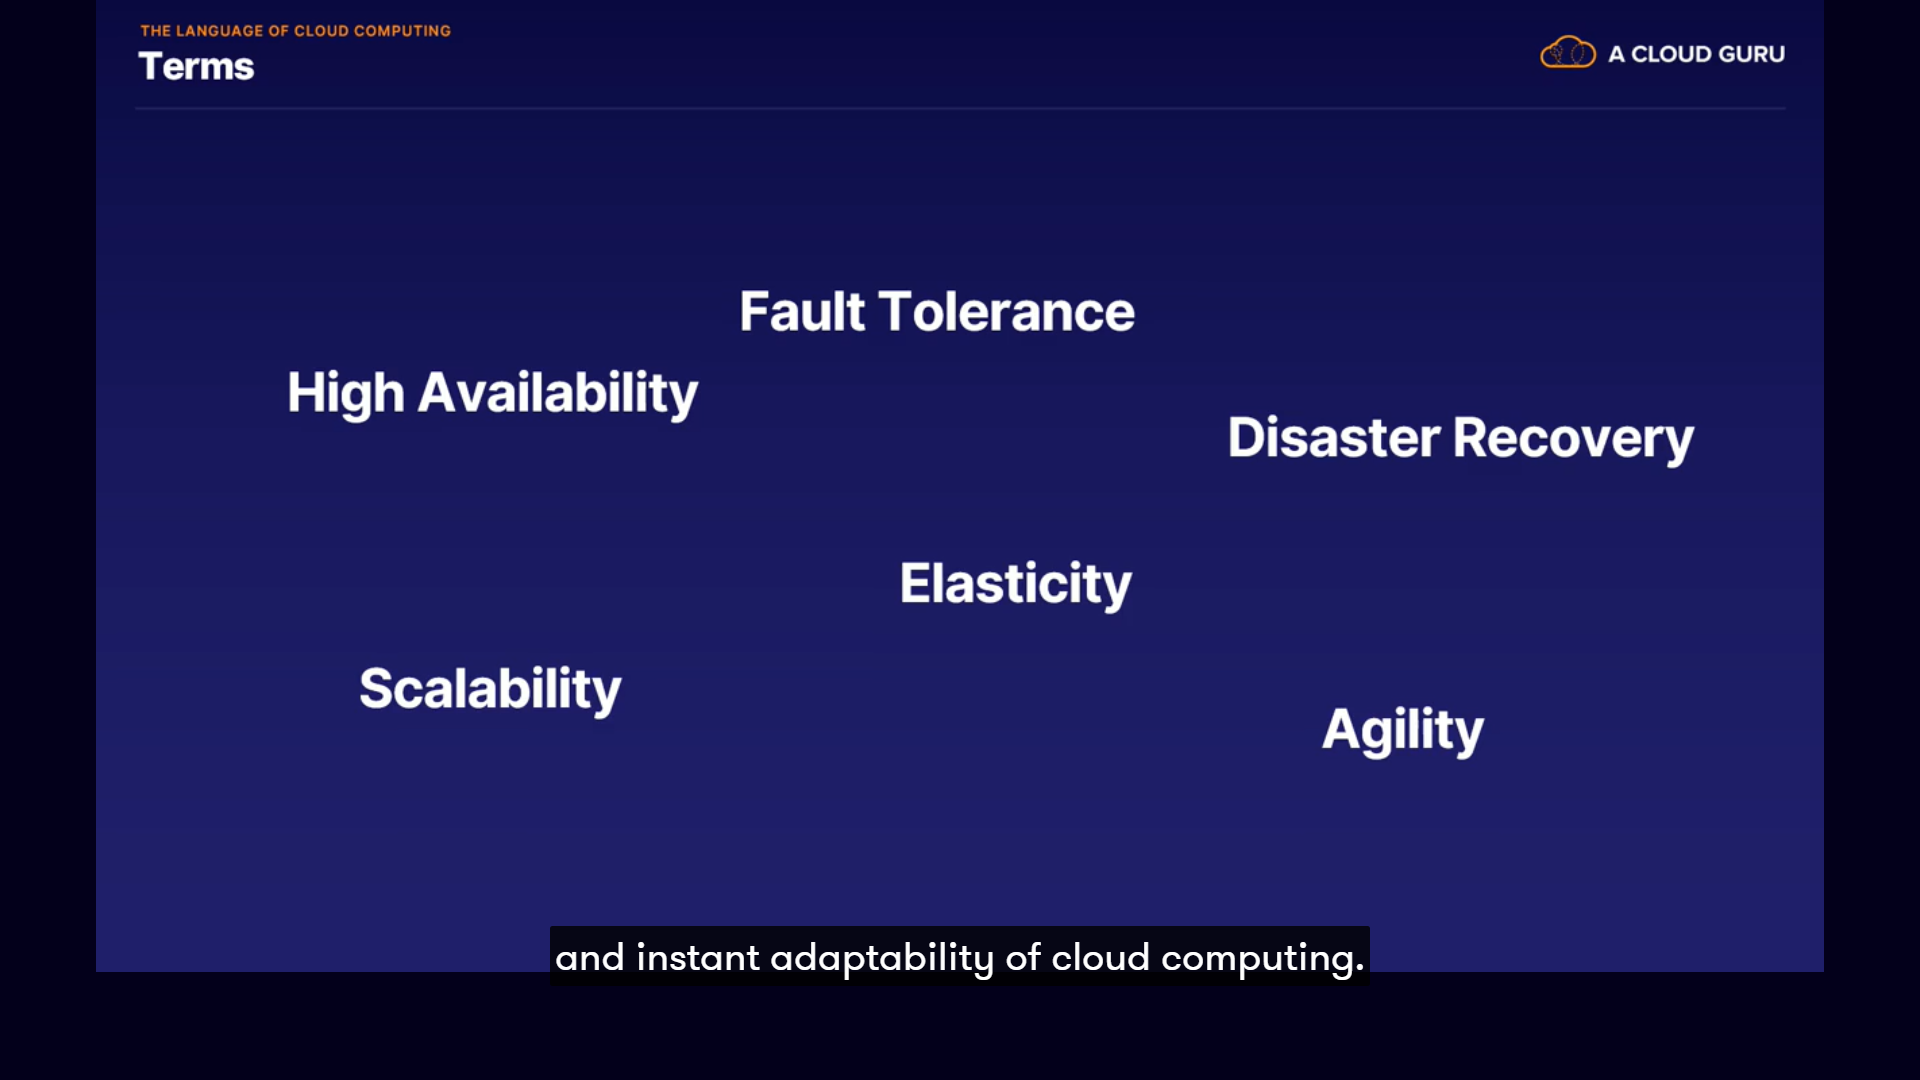 THE LANGUAGE OF CLOUD COMPUTING
Terms
A CLOUD GURU
Fault Tolerance
High Availability
Disaster Recovery
Elasticity
Scalability
Agility
and instant adaptability of cloud computing.